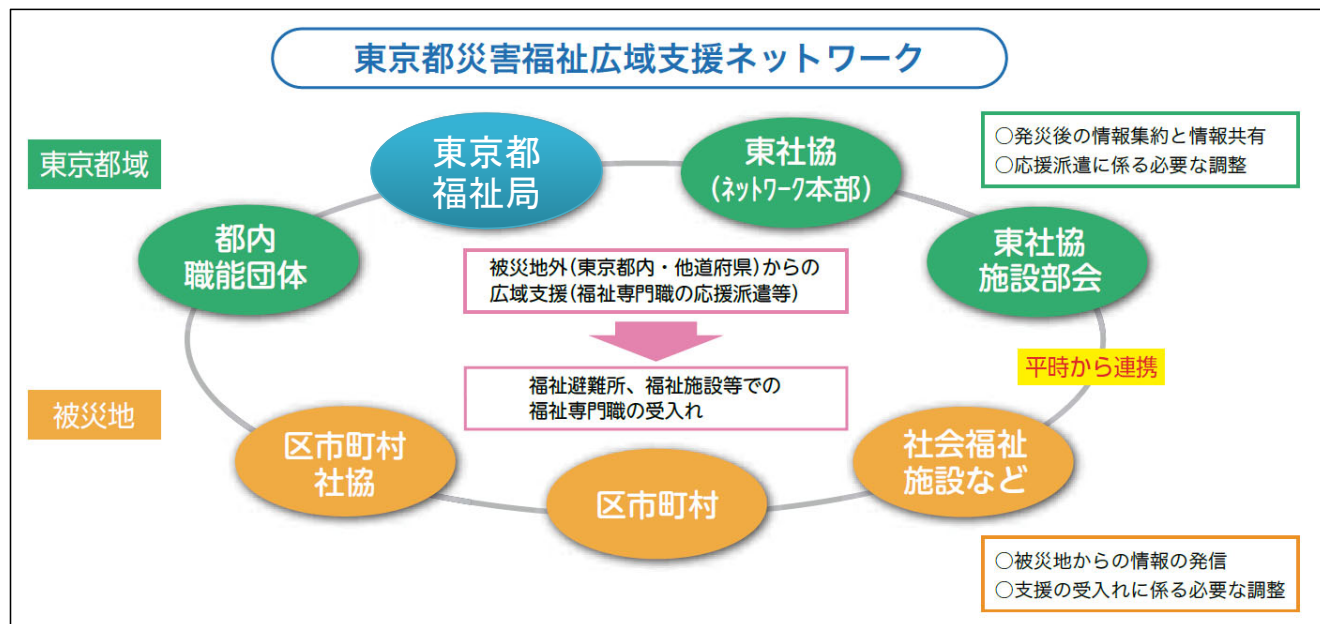 東京都災害福祉広域支援ネットワーク
東京都域
東京都
福祉局
東社協
(ネットワーク本部)
○発災後の情報集約と情報共有
○応援派遣に係る必要な調整
都内
職能団体
東社協
施設部会
被災地外(東京都内・他道府県)からの
広域支援(福祉専門職の応援派遣等)
平時から連携
福祉避難所、福祉施設等での
福祉専門職の受入れ
被災地
区市町村
社協
区市町村
社会福祉
施設など
○被災地からの情報の発信
○支援の受入れに係る必要な調整